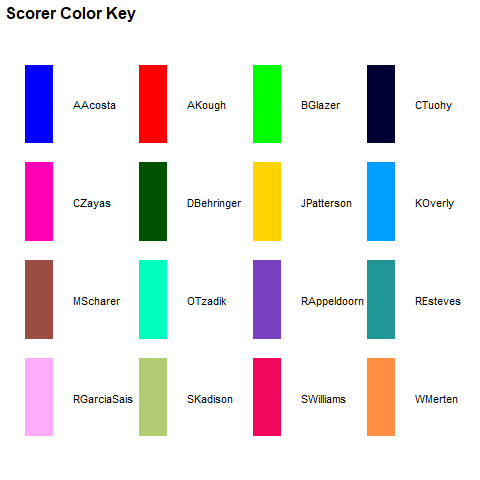 Scorer Color Key
AAcosta AKough BGlazer CTuohy
CZayas DBehringer JPatterson KOverly
MScharer OTzadik RAppeldoorn REsteves
RGarciaSais SKadison SWilliams WMerten